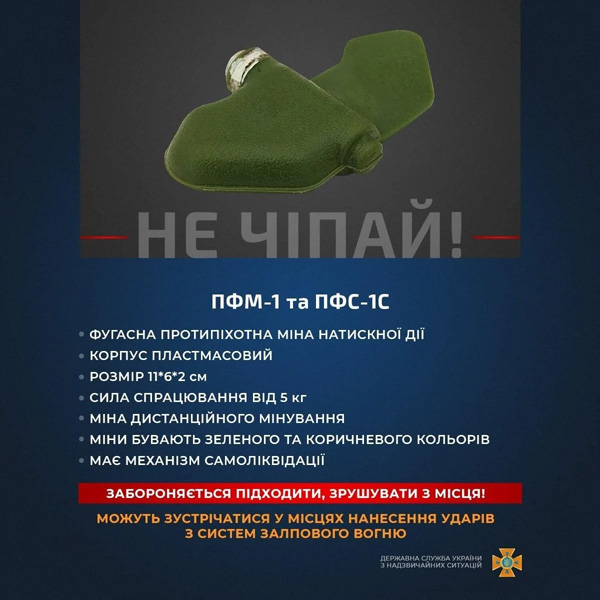 НЕ ЧІПАЙ!
ПФМ-1 та ПФС-1С
ФУГАСНА ПРОТИПІХОТНА МІНА НАТИСКНОЇ ДІЇ
КОРПУС ПЛАСТМАСОВИЙ
РОЗМІР 11*6*2 см
СИЛА СПРАЦЮВАННЯ ВІД 5 кг
МІНА ДИСТАНЦІЙНОГО МІНУВАННЯ
МІНИ БУВАЮТЬ ЗЕЛЕНОГО ТА КОРИЧНЕВОГО КОЛЬОРІВ
МАЄ МЕХАНІЗМ САМОЛІКВІДАЦІЇ
ЗАБОРОНЯЄТЬСЯ ПІДХОДИТИ, ЗРУШУВАТИ З МІСЦЯ!
МОЖУТЬ ЗУСТРІЧАТИСЯ У МІСЦЯХ НАНЕСЕННЯ УДАРІВ
З СИСТЕМ ЗАЛПОВОГО ВОГНЮ
ДЕРЖАВНА СЛУЖБА УКРАЇНИ
З НАДЗВИЧАЙНИХ СИТУАЦІЙ